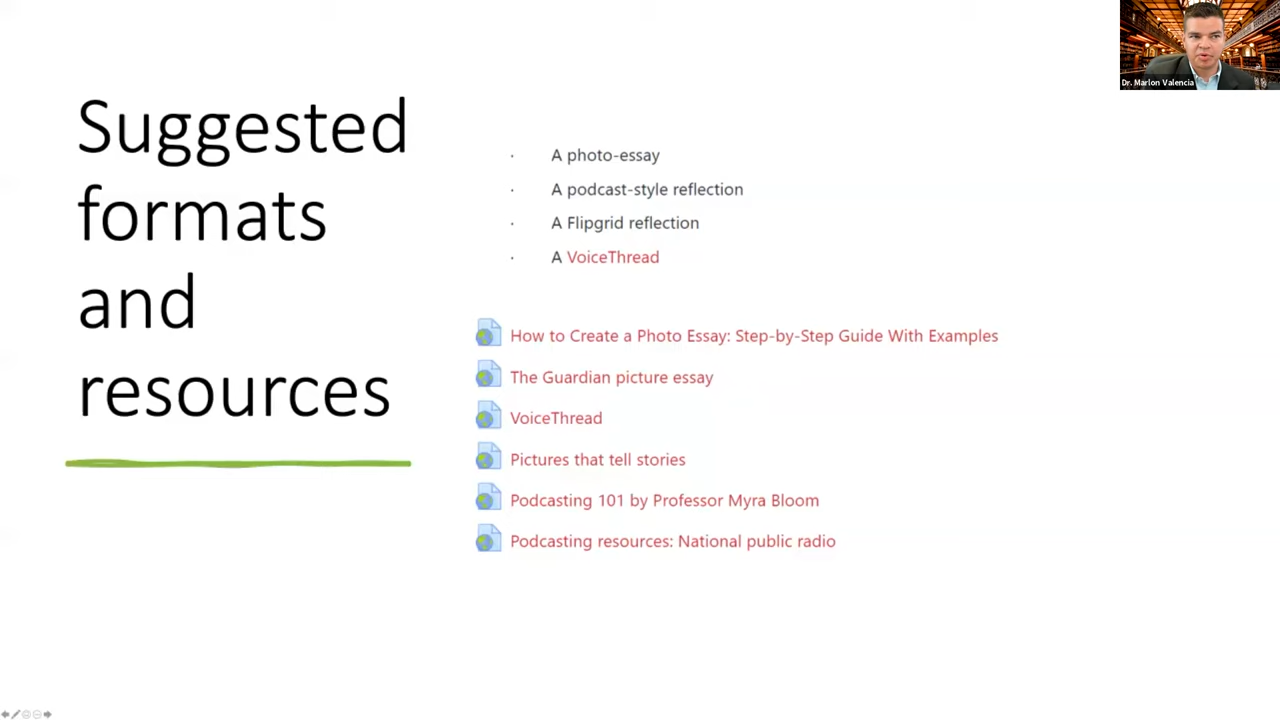 Suggested
formats
and
resources
· A photo-essay
· A podcast-style reflection
· A Flipgrid reflection
· A VoiceThread
How to Create a Photo Essay: Step-by-Step Guide With Examples
The Guardian picture essay
VoiceThread
Pictures that tell stories
Podcasting 101 by Professor Myra Bloom
Podcasting resources: National public radio
Dr. Marlon Valencia